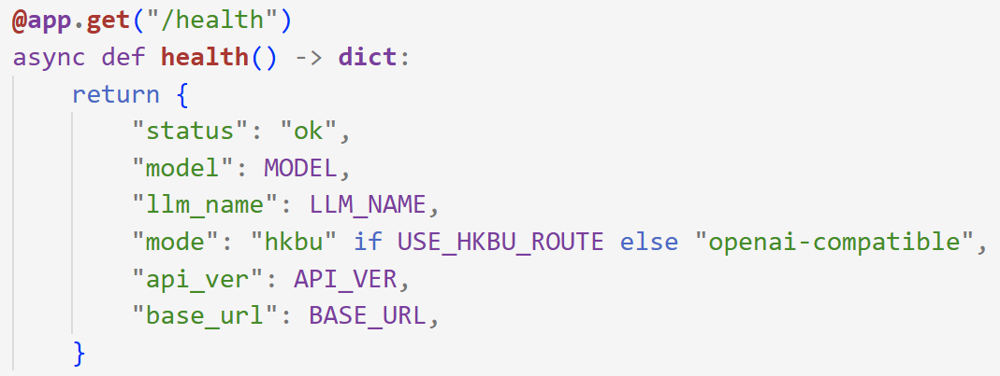 @app.get("/health")
async def health() -> dict:
    return {
        "status": "ok",
        "model": MODEL,
        "llm_name": LLM_NAME,
        "mode": "hkbu" if USE_HKBU_ROUTE else "openai-compatible",
        "api_ver": API_VER,
        "base_url": BASE_URL,
    }